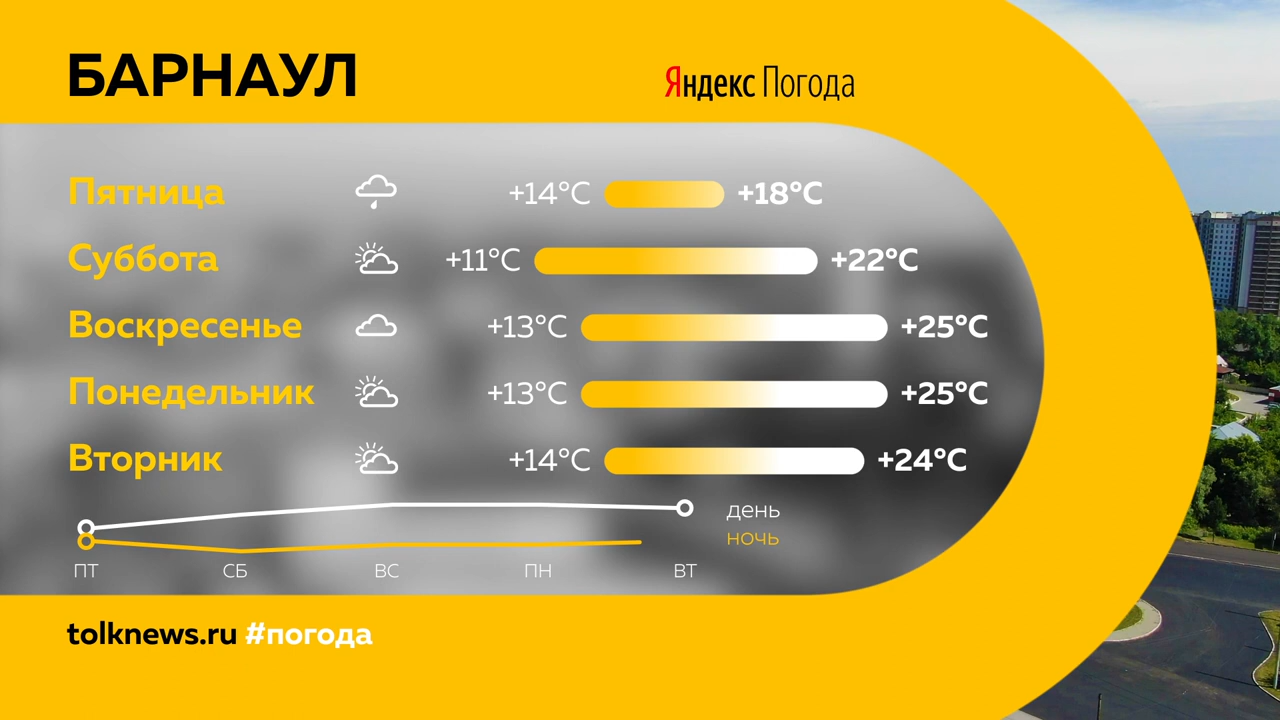 БАРНАУЛ
Яндекс Погода
Пятница +14°C +18°C
Суббота +11°C +22°C
Воскресенье +13°C +25°C
Понедельник +13°C +25°C
Вторник +14°C +24°C
день
ночь
ПТ СБ ВС ПН ВТ
tolknews.ru #погода